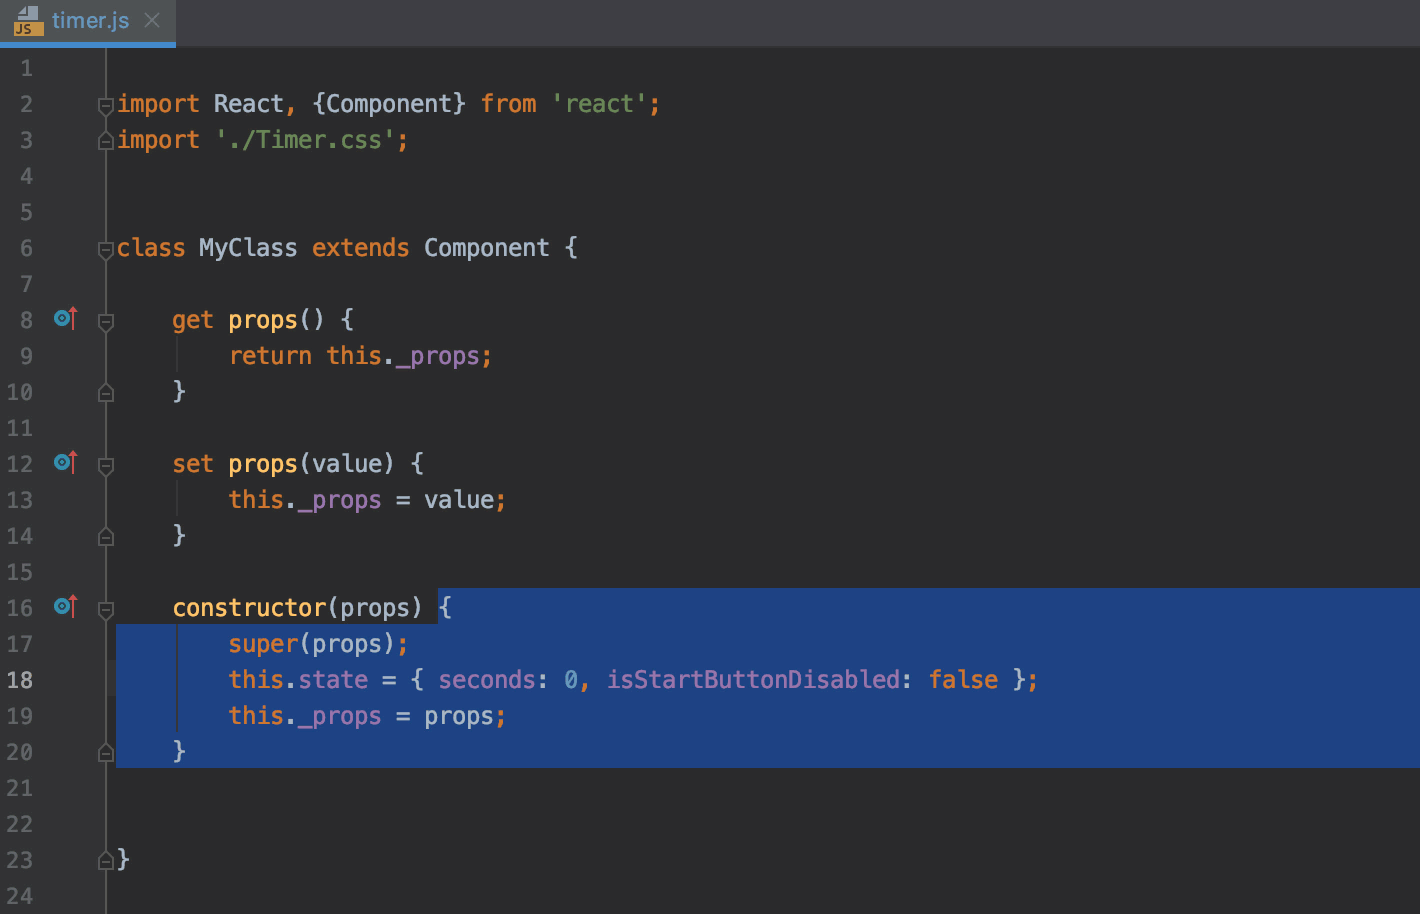 JS timer.js
1
2 import React, {Component} from 'react';
3 import './Timer.css';
4
5
6 class MyClass extends Component {
7
8 get props() {
9 return this._props;
10 }
11
12 set props(value) {
13 this._props = value;
14 }
15
16 constructor(props) {
17 super(props);
18 this.state = { seconds: 0, isStartButtonDisabled: false };
19 this._props = props;
20 }
21
22
23 }
24